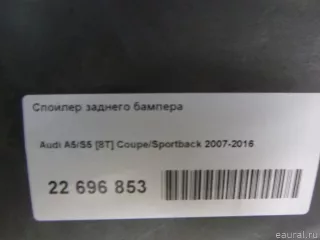 Спойлер заднего бампера
Audi A5/S5 [8T] Coupe/Sportback 2007-2016
22 696 853
eaural.ru